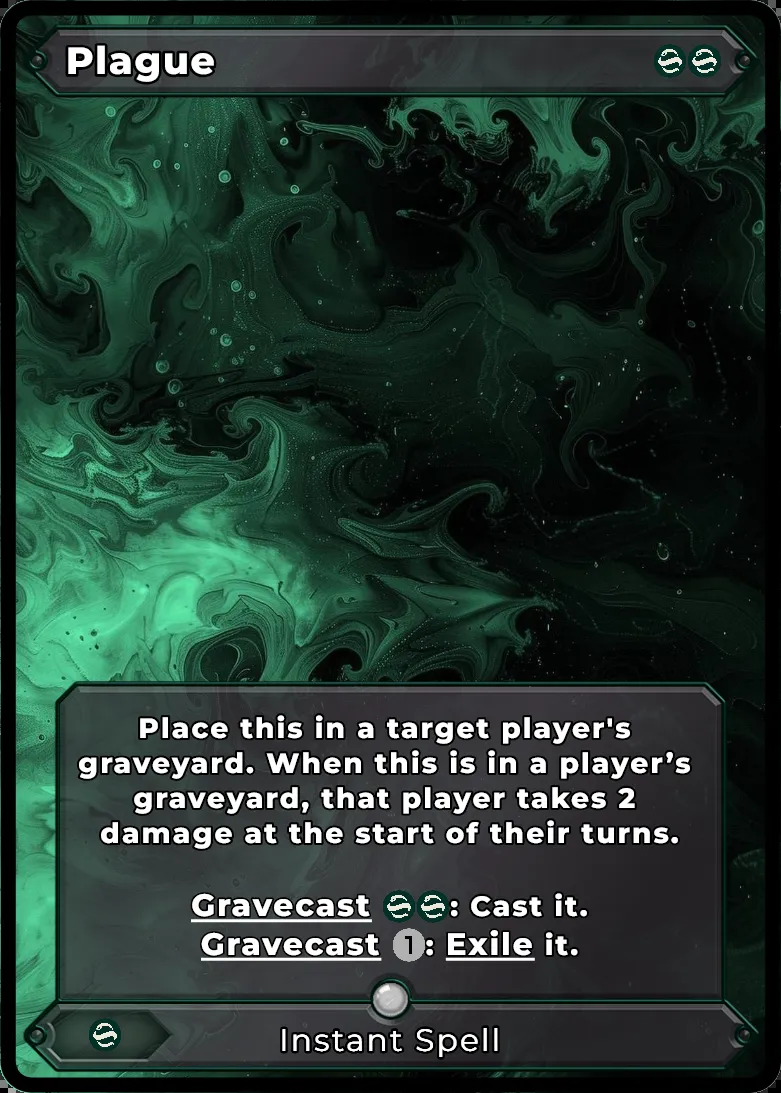 Plague
Place this in a target player's
graveyard. When this is in a player’s
graveyard, that player takes 2
damage at the start of their turns.
Gravecast : Cast it.
Gravecast 1: Exile it.
Instant Spell